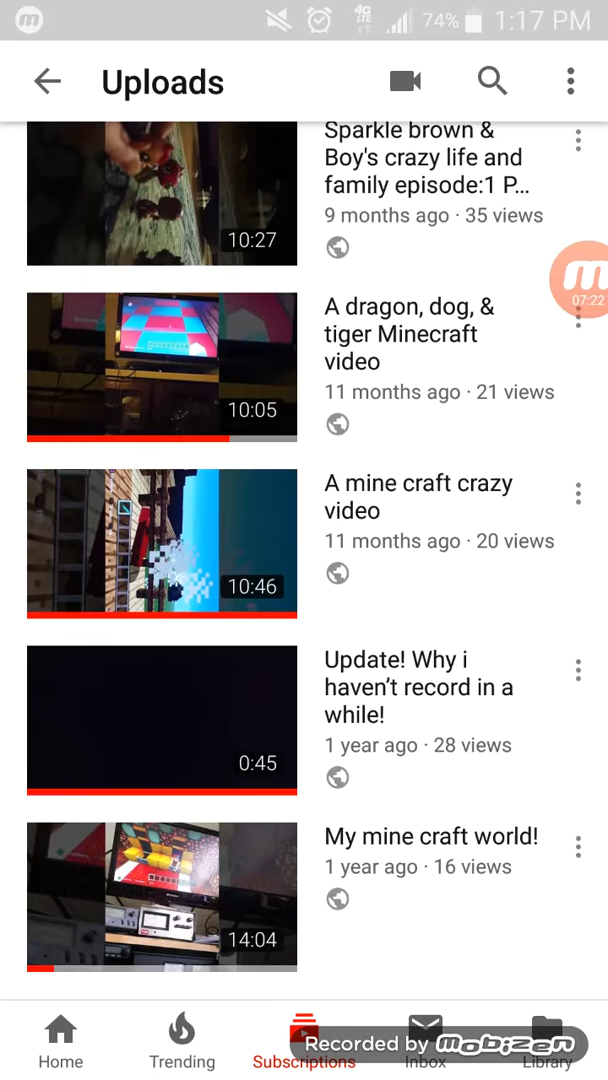 74% 1:17 PM
4G
LTE
Uploads
Sparkle brown &
Boy's crazy life and
family episode:1 P...
9 months ago · 35 views
10:27
07:22
A dragon, dog, &
tiger Minecraft
video
11 months ago · 21 views
10:05
A mine craft crazy
video
11 months ago · 20 views
10:46
Update! Why i
haven’t record in a
while!
1 year ago · 28 views
0:45
My mine craft world!
1 year ago · 16 views
14:04
Recorded by mobizen
Home Trending Subscriptions Inbox Library